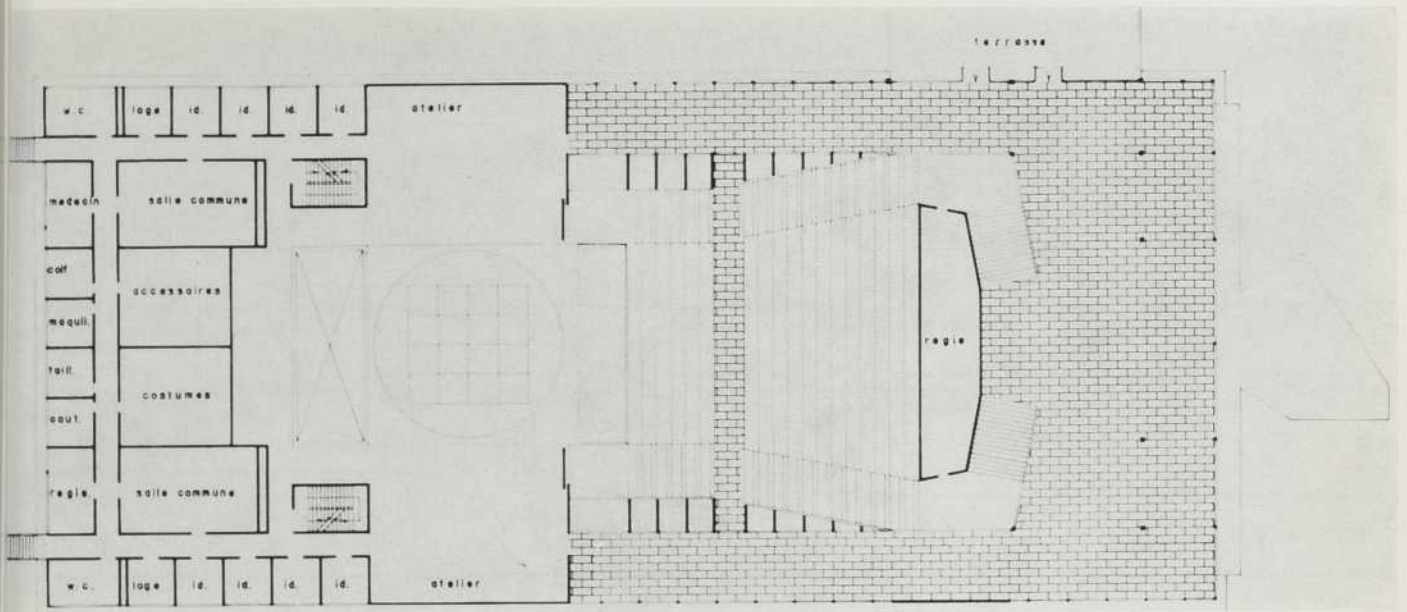 terrasse
v v
w.c. loge id. id. id. id. atelier
medecin salle commune
coif. accessoires
maquil. regie
taill. costumes
cout.
regie. salle commune
w.c. loge id. id. id. id. atelier